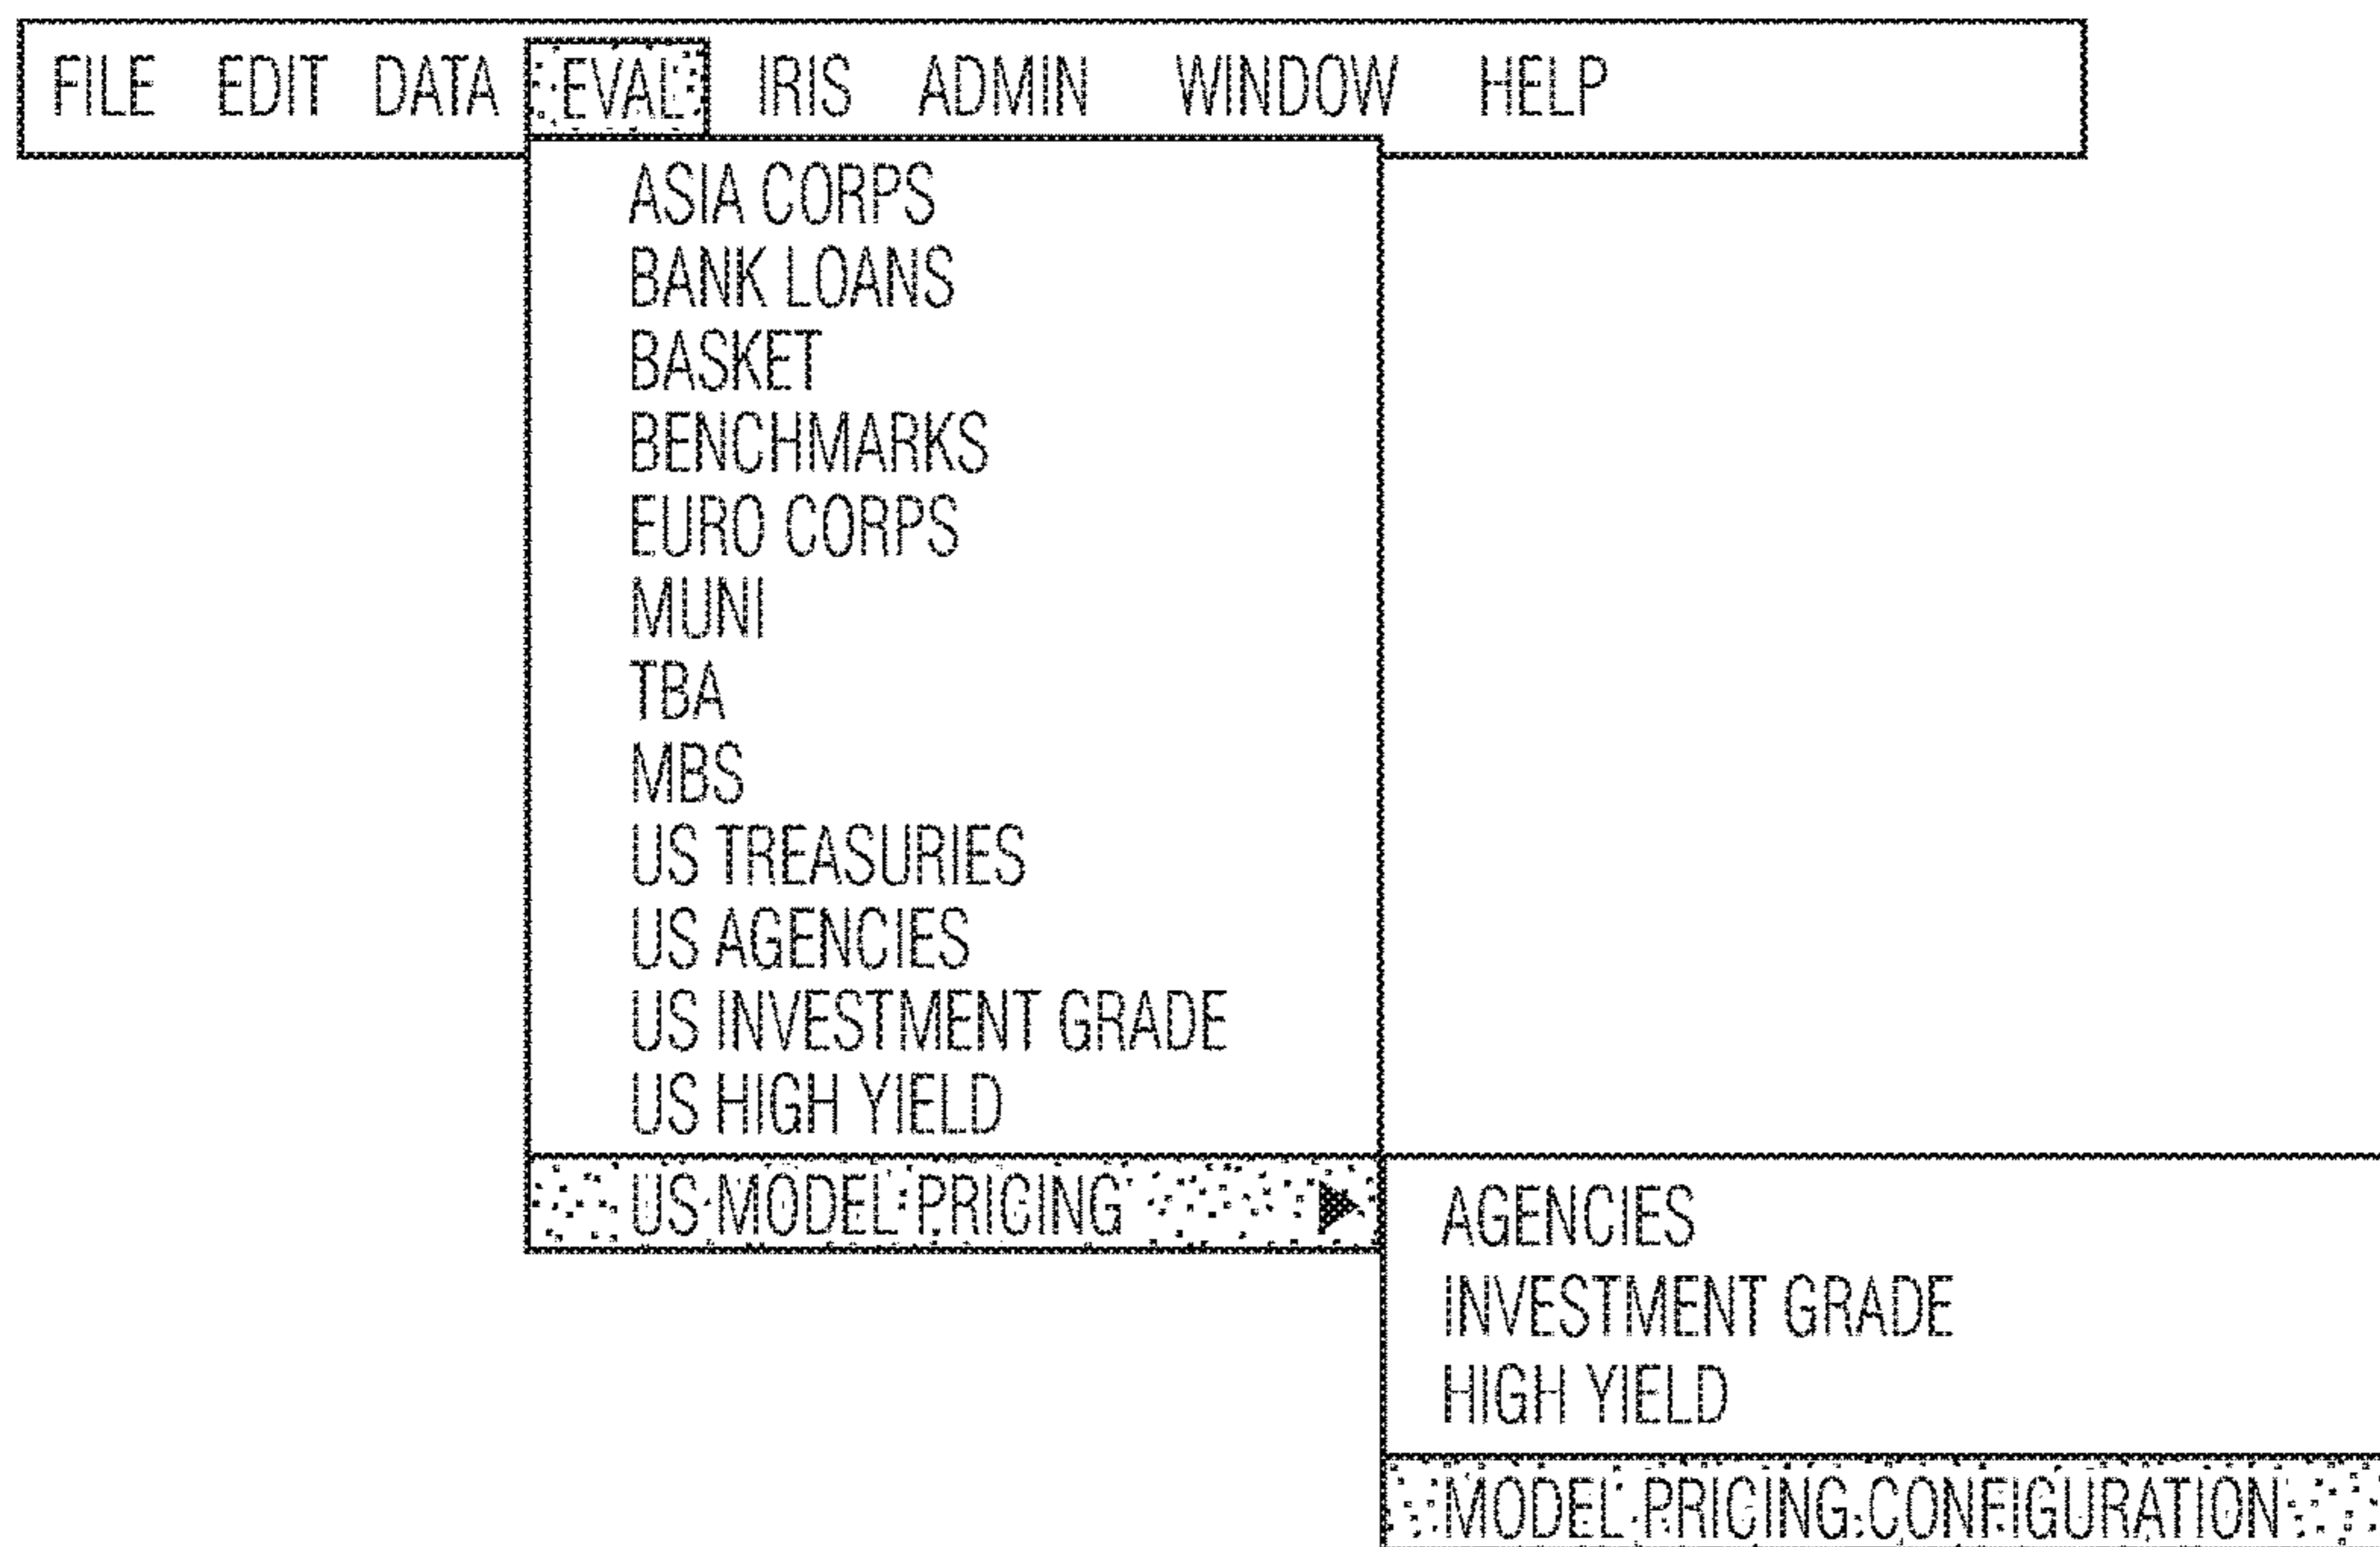 FILE EDIT DATA EVAL IRIS ADMIN WINDOW HELP
ASIA CORPS
BANK LOANS
BASKET
BENCHMARKS
EURO CORPS
MUNI
TBA
MBS
US TREASURIES
US AGENCIES
US INVESTMENT GRADE
US HIGH YIELD
US MODEL PRICING
AGENCIES
INVESTMENT GRADE
HIGH YIELD
MODEL PRICING CONFIGURATION